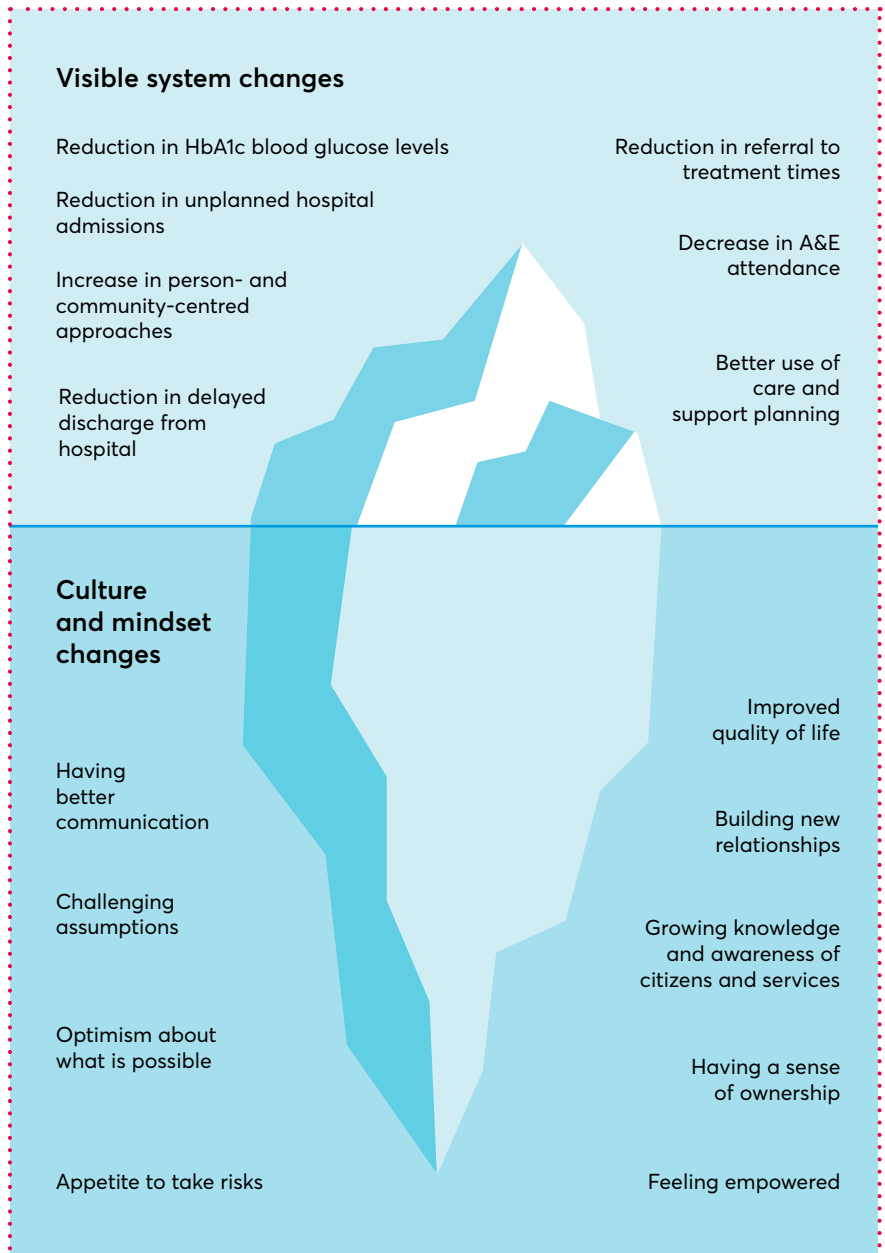 Visible system changes
Reduction in HbA1c blood glucose levels
Reduction in unplanned hospital
admissions
Increase in person- and
community-centred
approaches
Reduction in delayed
discharge from
hospital
Reduction in referral to
treatment times
Decrease in A&E
attendance
Better use of
care and
support planning
Culture
and mindset
changes
Having
better
communication
Challenging
assumptions
Optimism about
what is possible
Appetite to take risks
Improved
quality of life
Building new
relationships
Growing knowledge
and awareness of
citizens and services
Having a sense
of ownership
Feeling empowered